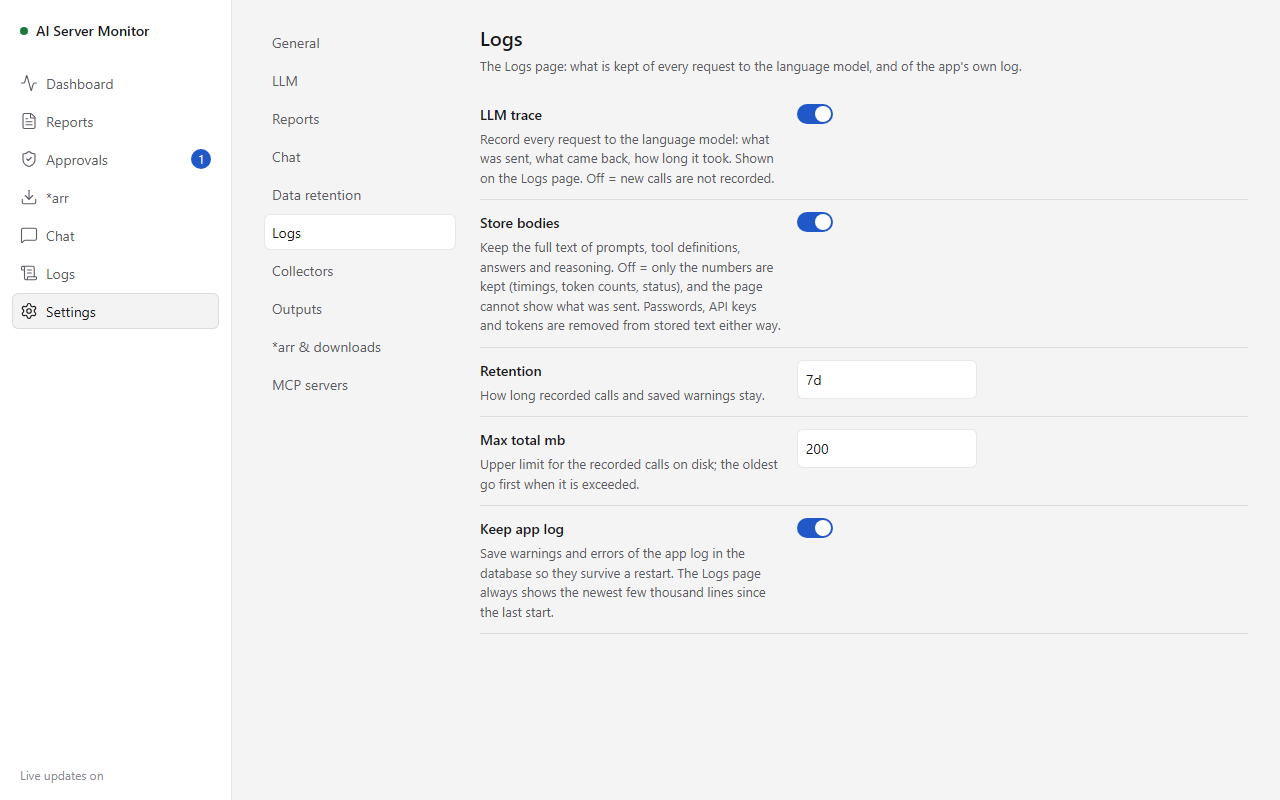 AI Server Monitor
Dashboard
Reports
Approvals
1
*arr
Chat
Logs
Settings
Live updates on
General
LLM
Reports
Chat
Data retention
Logs
Collectors
Outputs
*arr & downloads
MCP servers
Logs
The Logs page: what is kept of every request to the language model, and of the app's own log.
LLM trace
Record every request to the language model: what
was sent, what came back, how long it took. Shown
on the Logs page. Off = new calls are not recorded.
Store bodies
Keep the full text of prompts, tool definitions,
answers and reasoning. Off = only the numbers are
kept (timings, token counts, status), and the page
cannot show what was sent. Passwords, API keys
and tokens are removed from stored text either way.
Retention
How long recorded calls and saved warnings stay.
7d
Max total mb
Upper limit for the recorded calls on disk; the oldest
go first when it is exceeded.
200
Keep app log
Save warnings and errors of the app log in the
database so they survive a restart. The Logs page
always shows the newest few thousand lines since
the last start.